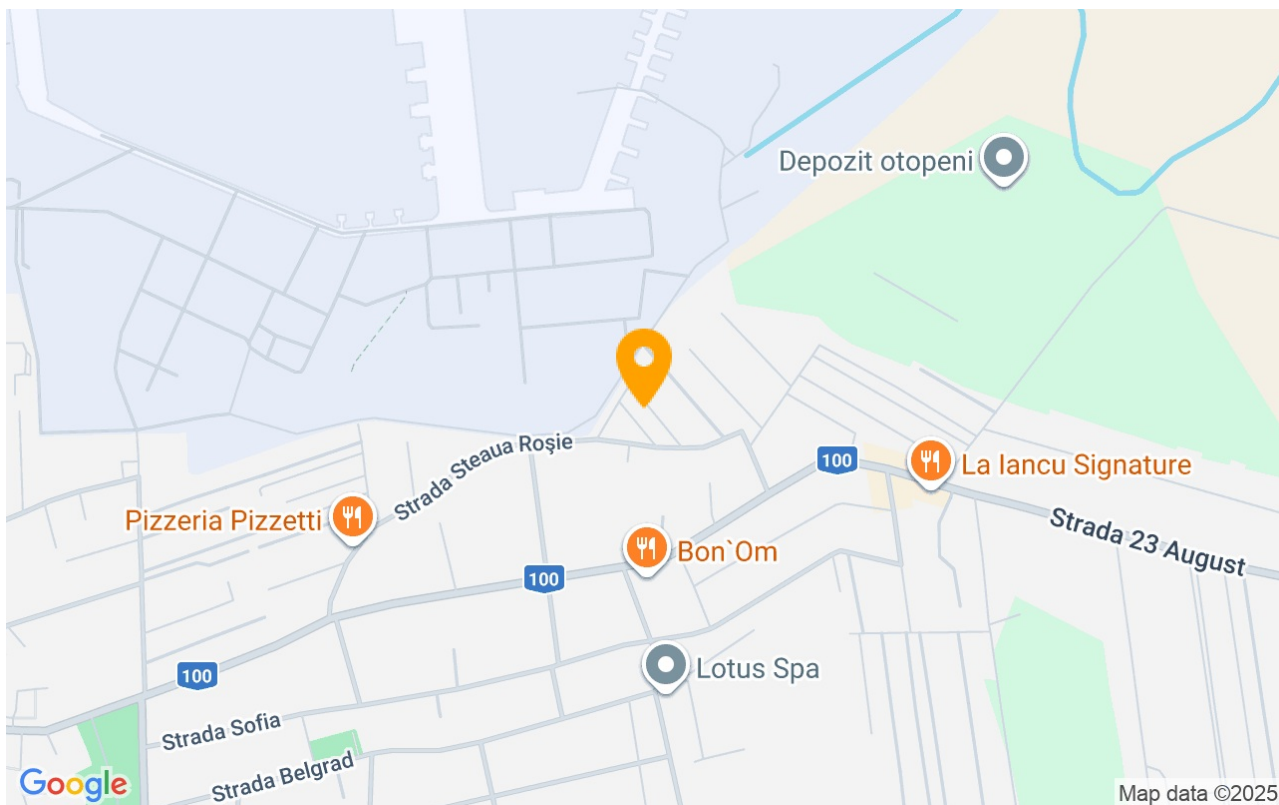 Depozit otopeni
Strada Steaua Roșie
100
La Iancu Signature
Pizzeria Pizzetti
Strada 23 August
Bon`Om
100
Lotus Spa
100
Strada Sofia
Strada Belgrad
Google
Map data ©2025